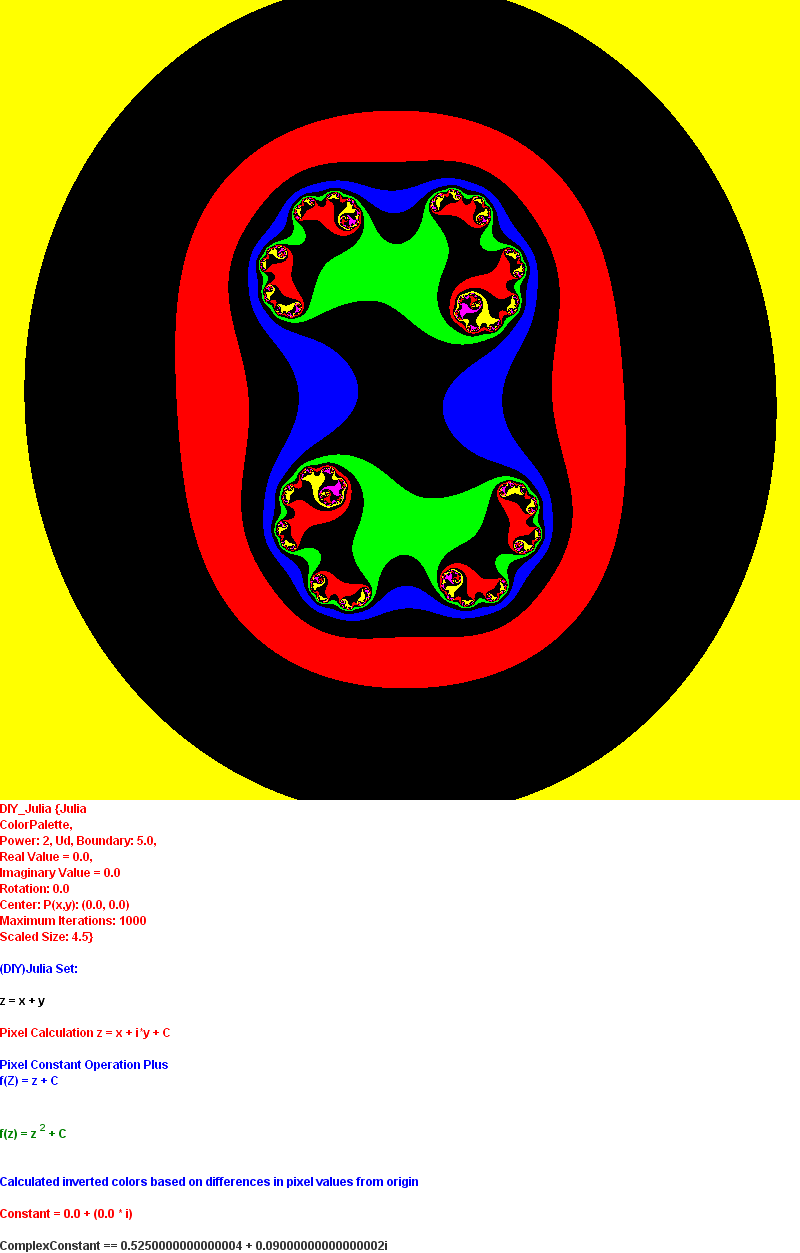 DIY_Julia {Julia
ColorPalette,
Power: 2, Ud, Boundary: 5.0,
Real Value = 0.0,
Imaginary Value = 0.0
Rotation: 0.0
Center: P(x,y): (0.0, 0.0)
Maximum Iterations: 1000
Scaled Size: 4.5}
(DIY)Julia Set:
z = x + y
Pixel Calculation z = x + i*y + C
Pixel Constant Operation Plus
f(Z) = z + C
f(z) = z 2 + C
Calculated inverted colors based on differences in pixel values from origin
Constant = 0.0 + (0.0 * i)
ComplexConstant == 0.5250000000000004 + 0.09000000000000002i